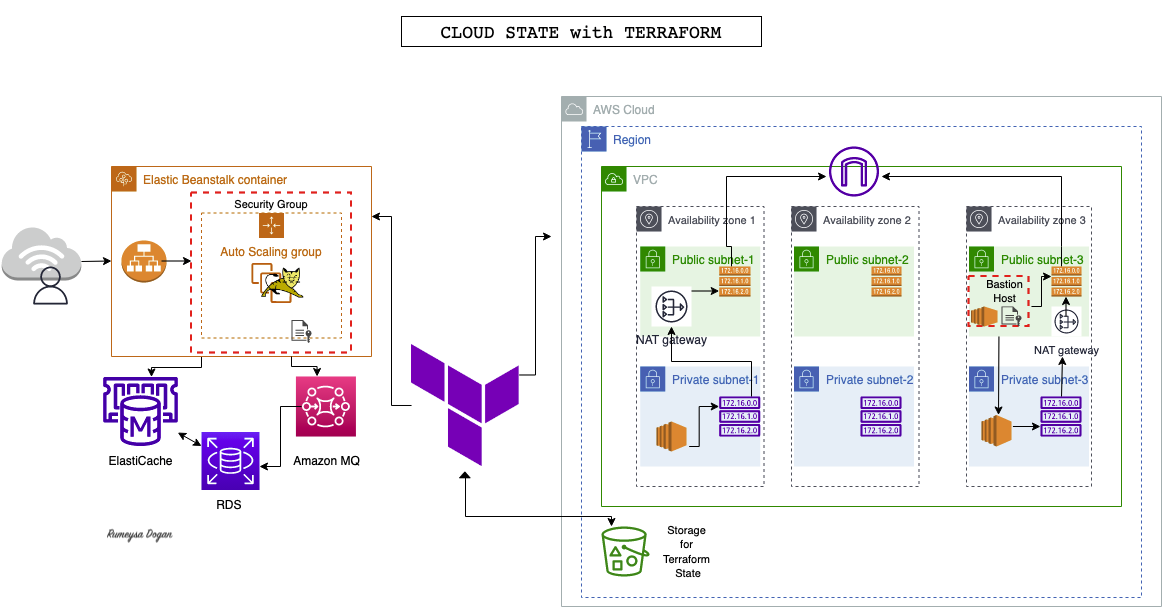 CLOUD STATE with TERRAFORM
AWS Cloud
Region
VPC
Elastic Beanstalk container
Security Group
Auto Scaling group
Availability zone 1
Availability zone 2
Availability zone 3
Public subnet-1
172.16.0.0
172.16.1.0
172.16.2.0
NAT gateway
Public subnet-2
172.16.0.0
172.16.1.0
172.16.2.0
Public subnet-3
172.16.0.0
172.16.1.0
172.16.2.0
Bastion
Host
NAT gateway
Private subnet-1
172.16.0.0
172.16.1.0
172.16.2.0
Private subnet-2
172.16.0.0
172.16.1.0
172.16.2.0
Private subnet-3
172.16.0.0
172.16.1.0
172.16.2.0
M
ElastiCache
Amazon MQ
RDS
Rumeysa Dogan
Storage
for
Terraform
State